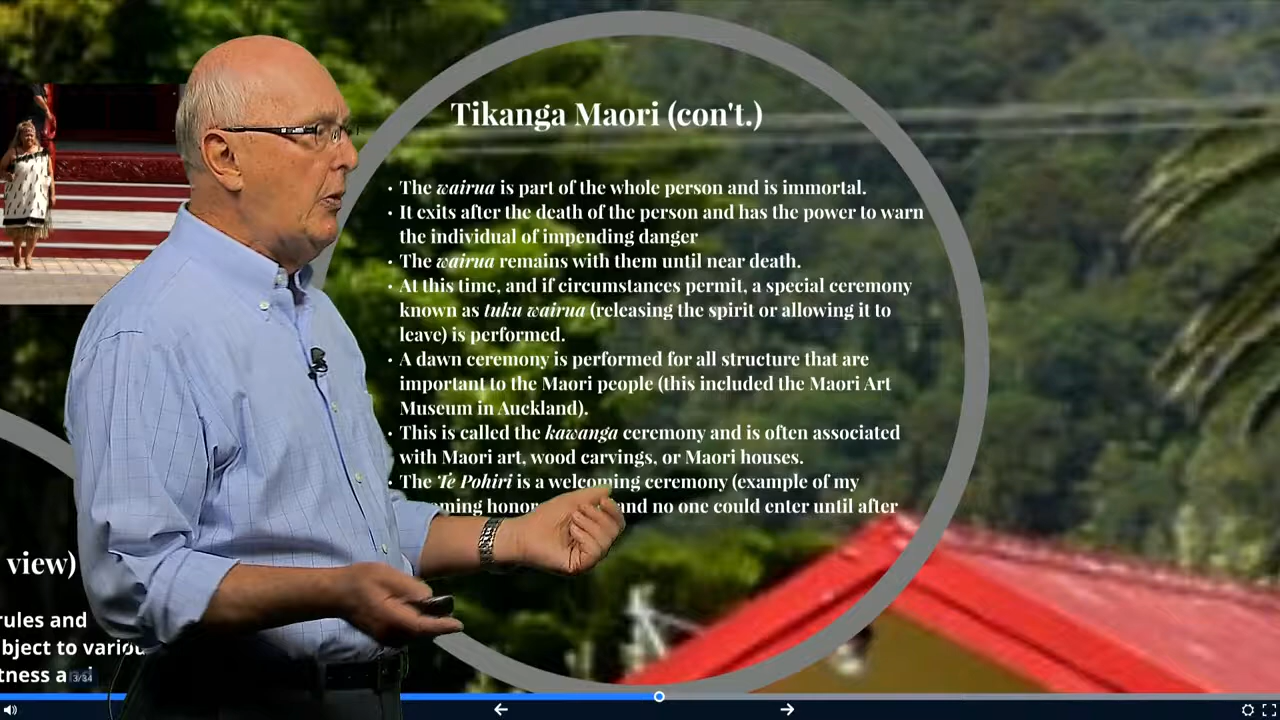 Tikanga Maori (con't.)
• The wairua is part of the whole person and is immortal.
• It exits after the death of the person and has the power to warn
the individual of impending danger
• The wairua remains with them until near death.
• At this time, and if circumstances permit, a special ceremony
known as tuku wairua (releasing the spirit or allowing it to
leave) is performed.
• A dawn ceremony is performed for all structure that are
important to the Maori people (this included the Maori Art
Museum in Auckland).
• This is called the kawanga ceremony and is often associated
with Maori art, wood carvings, or Maori houses.
• The Te Pohiri is a welcoming ceremony (example of my
and no one could enter until after
view)
rules and
tness a
3/84